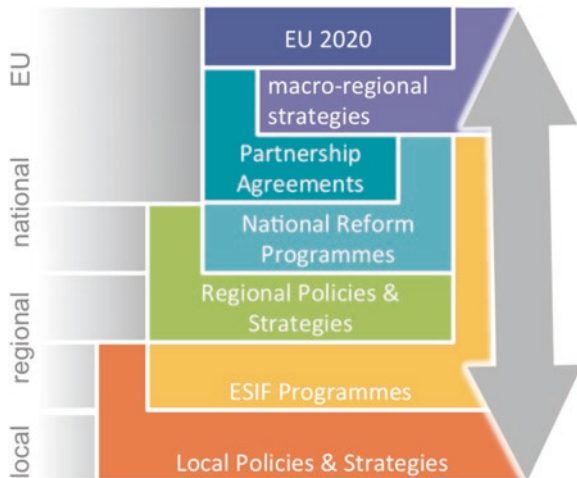 EU
national
regional
local
EU 2020
macro-regional
strategies
Partnership
Agreements
National Reform
Programmes
Regional Policies &
Strategies
ESIF Programmes
Local Policies & Strategies